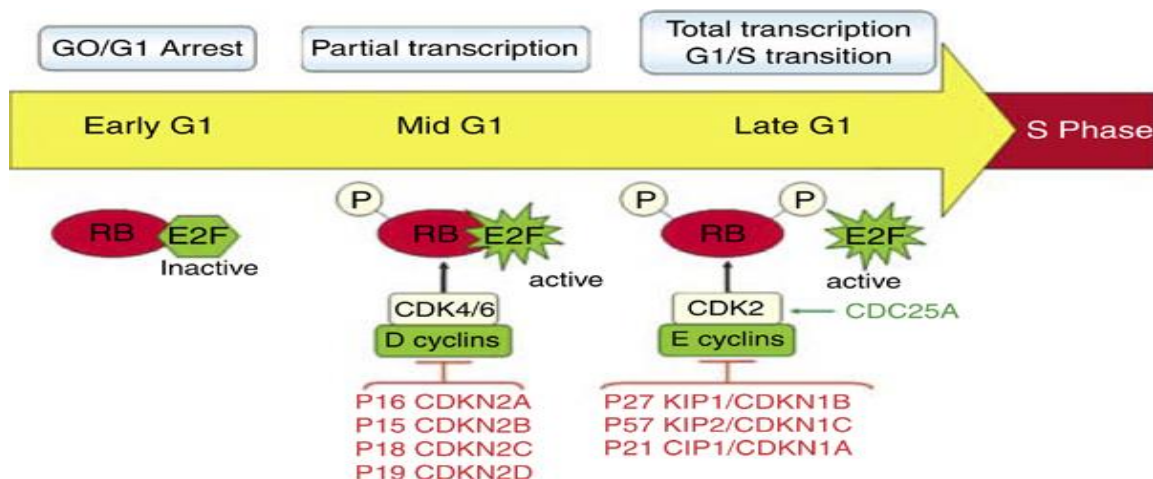 GO/G1 Arrest
Partial transcription
Total transcription
G1/S transition
Early G1
Mid G1
Late G1
S Phase
RB
E2F
Inactive
P
RB
E2F
active
CDK4/6
D cyclins
P16 CDKN2A
P15 CDKN2B
P18 CDKN2C
P19 CDKN2D
P
P
RB
E2F
active
CDK2
CDC25A
E cyclins
P27 KIP1/CDKN1B
P57 KIP2/CDKN1C
P21 CIP1/CDKN1A